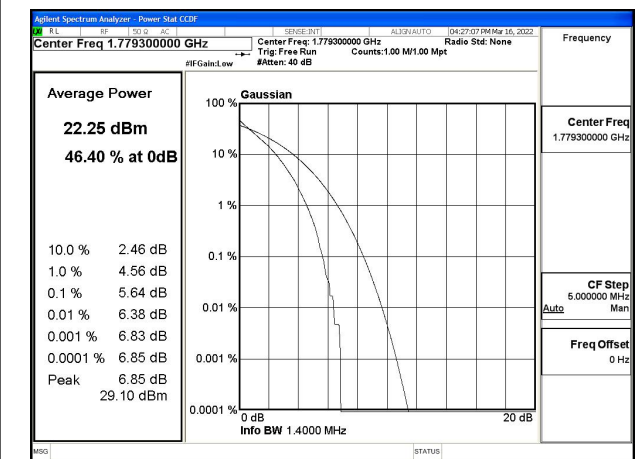 Agilent Spectrum Analyzer - Power Stat CCDF
LXI RL RF 50 Ω AC SENSE:INT ALIGN AUTO 04:27:07 PM Mar 16, 2022
Center Freq 1.779300000 GHz Center Freq: 1.779300000 GHz Radio Std: None
Trig: Free Run Counts:1.00 M/1.00 Mpt
#IFGain:Low #Atten: 40 dB
Frequency
Average Power
22.25 dBm
46.40 % at 0dB
10.0 % 2.46 dB
1.0 % 4.56 dB
0.1 % 5.64 dB
0.01 % 6.38 dB
0.001 % 6.83 dB
0.0001 % 6.85 dB
Peak 6.85 dB
29.10 dBm
Gaussian
100 %
10 %
1 %
0.1 %
0.01 %
0.001 %
0.0001 %
0 dB 20 dB
Info BW 1.4000 MHz
Center Freq
1.779300000 GHz
CF Step
5.000000 MHz
Auto Man
Freq Offset
0 Hz
MSG STATUS